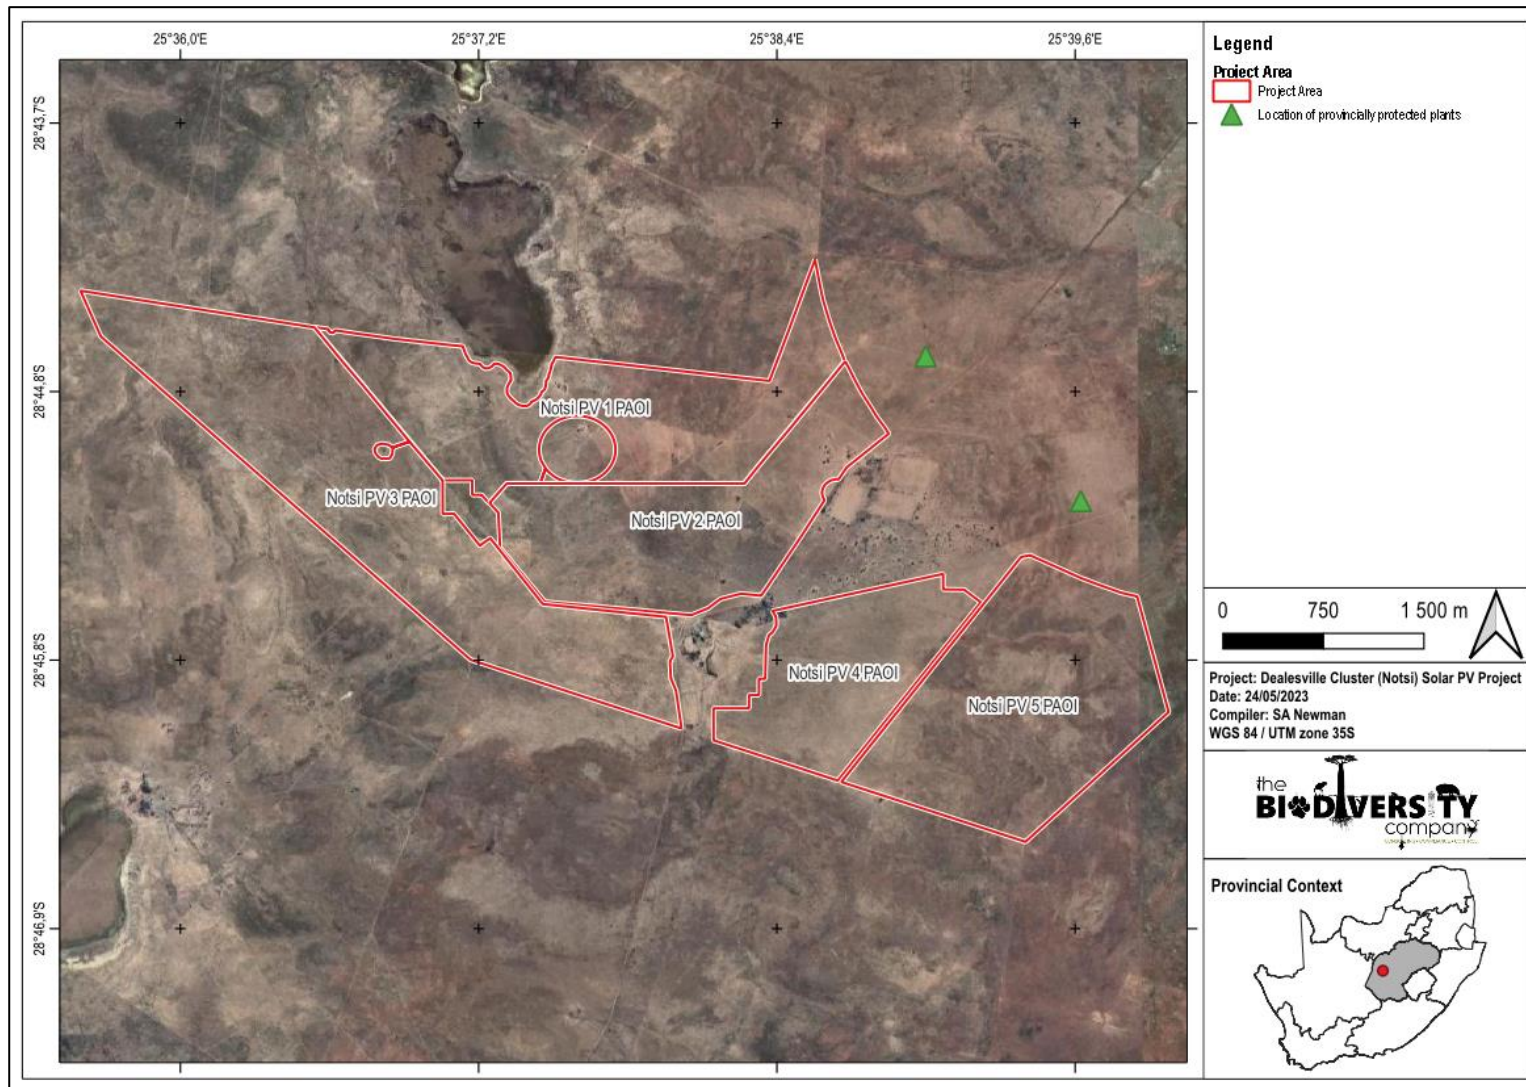 25°36,0'E 25°37,2'E 25°38,4'E 25°39,6'E
28°43,7'S
28°44,8'S
28°45,8'S
28°46,9'S
Notsi PV 1 PAOI
Notsi PV 3 PAOI
Notsi PV 2 PAOI
Notsi PV 4 PAOI
Notsi PV 5 PAOI
Legend
Project Area
Project Area
Location of provincially protected plants
0 750 1 500 m
Project: Dealesville Cluster (Notsi) Solar PV Project
Date: 24/05/2023
Compiler: SA Newman
WGS 84 / UTM zone 35S
the
BIODIVERSITY
company
Provincial Context